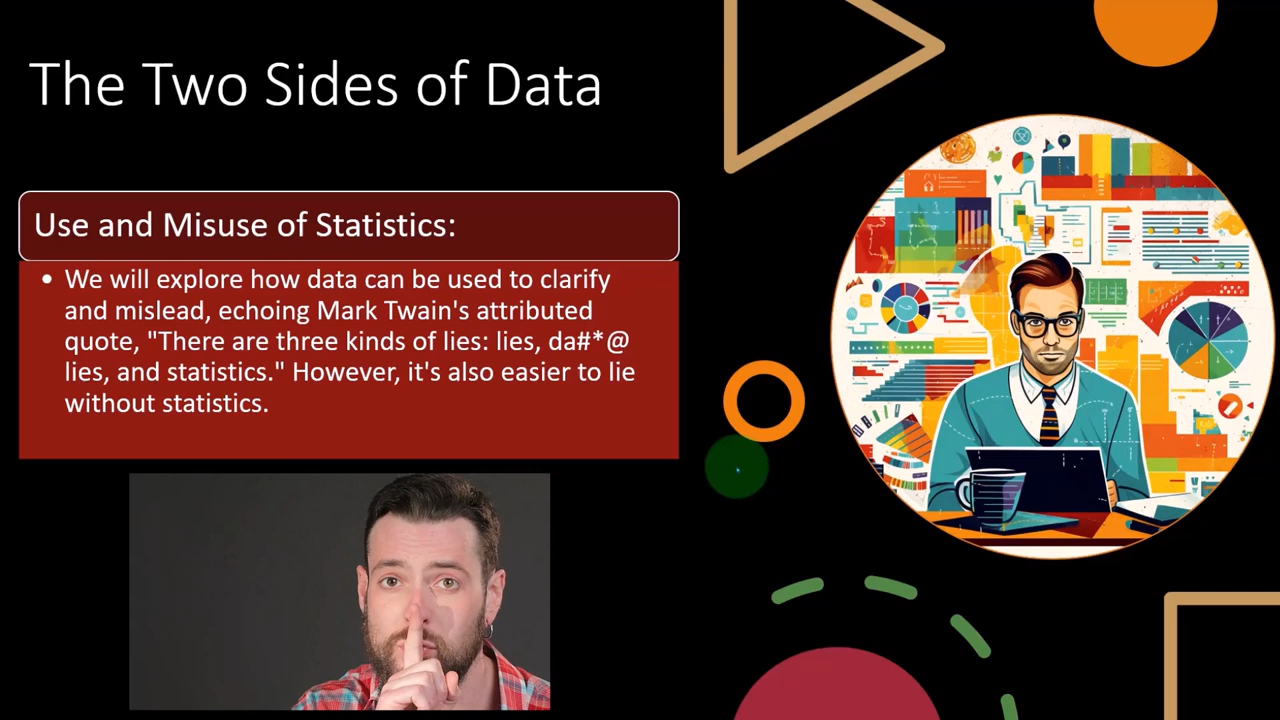 The Two Sides of Data
Use and Misuse of Statistics:
• We will explore how data can be used to clarify
and mislead, echoing Mark Twain's attributed
quote, "There are three kinds of lies: lies, da#*@
lies, and statistics." However, it's also easier to lie
without statistics.